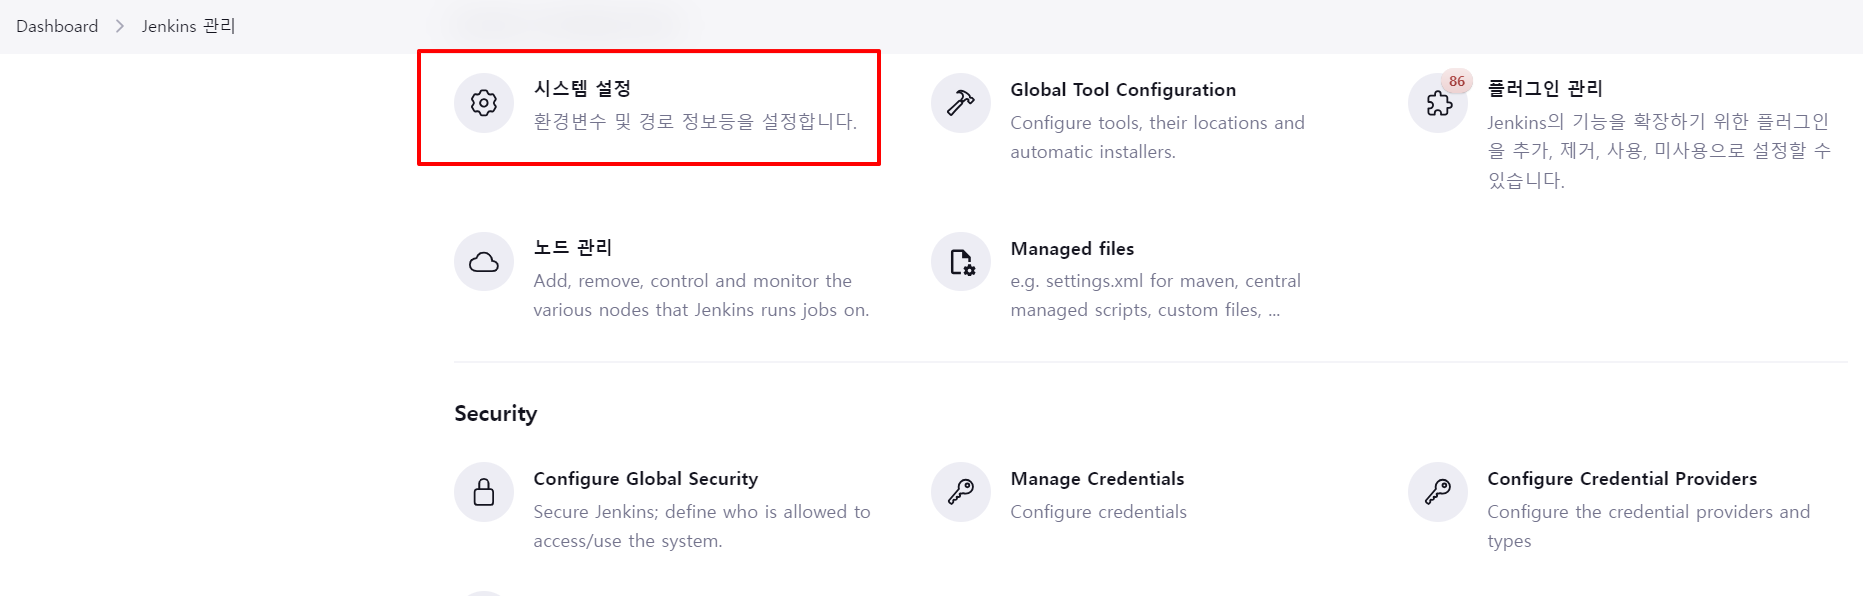 Dashboard > Jenkins 관리
시스템 설정
환경변수 및 경로 정보등을 설정합니다.
Global Tool Configuration
Configure tools, their locations and
automatic installers.
86
플러그인 관리
Jenkins의 기능을 확장하기 위한 플러그인
을 추가, 제거, 사용, 미사용으로 설정할 수
있습니다.
노드 관리
Add, remove, control and monitor the
various nodes that Jenkins runs jobs on.
Managed files
e.g. settings.xml for maven, central
managed scripts, custom files, ...
Security
Configure Global Security
Secure Jenkins; define who is allowed to
access/use the system.
Manage Credentials
Configure credentials
Configure Credential Providers
Configure the credential providers and
types